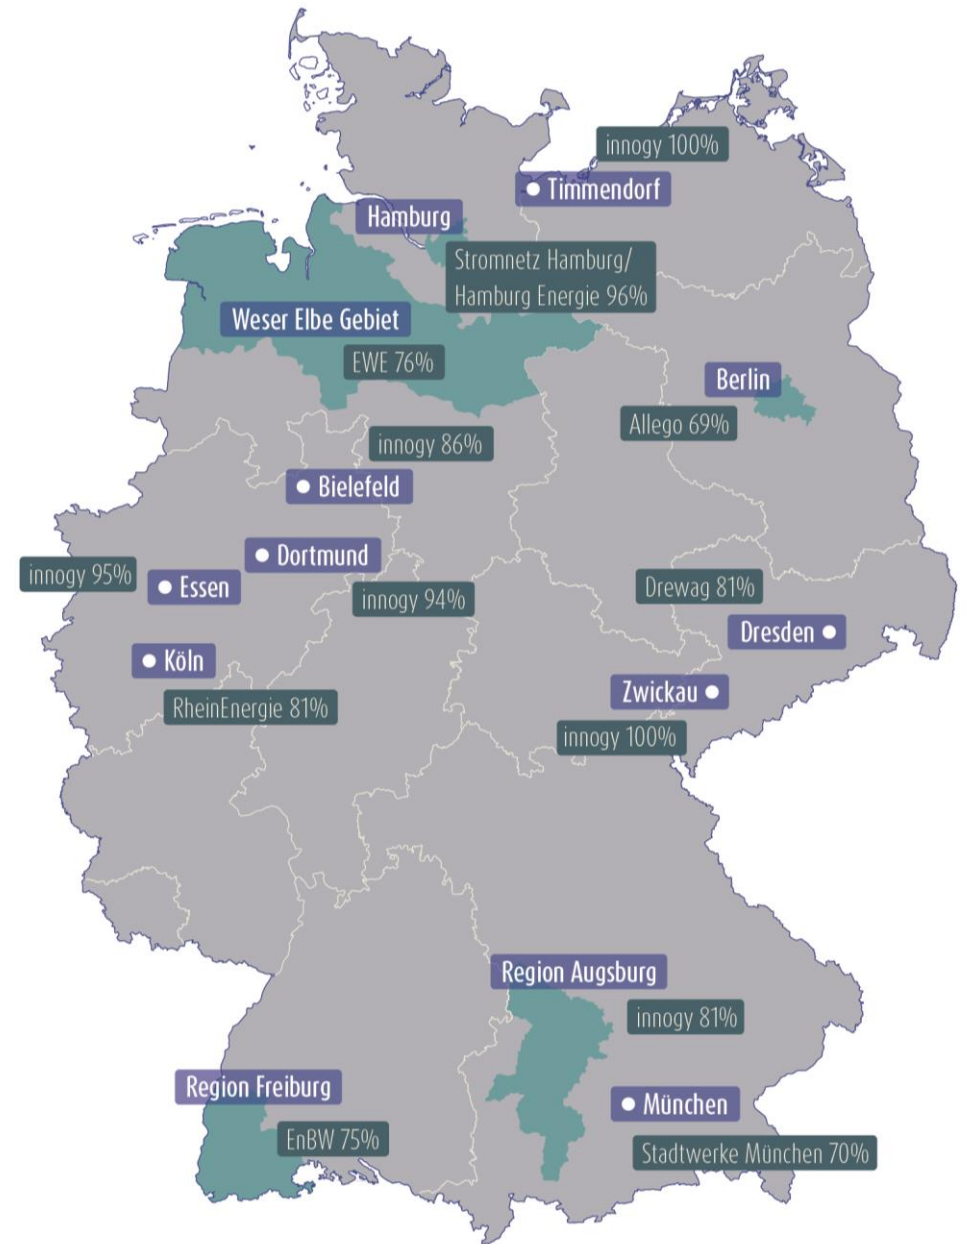 innogy 100%
Timmendorf
Hamburg
Stromnetz Hamburg/
Hamburg Energie 96%
Weser Elbe Gebiet
EWE 76%
Berlin
Allego 69%
innogy 86%
Bielefeld
Dortmund
innogy 95%
Essen
innogy 94%
Drewag 81%
Dresden
Köln
RheinEnergie 81%
Zwickau
innogy 100%
Region Augsburg
innogy 81%
Region Freiburg
EnBW 75%
München
Stadtwerke München 70%